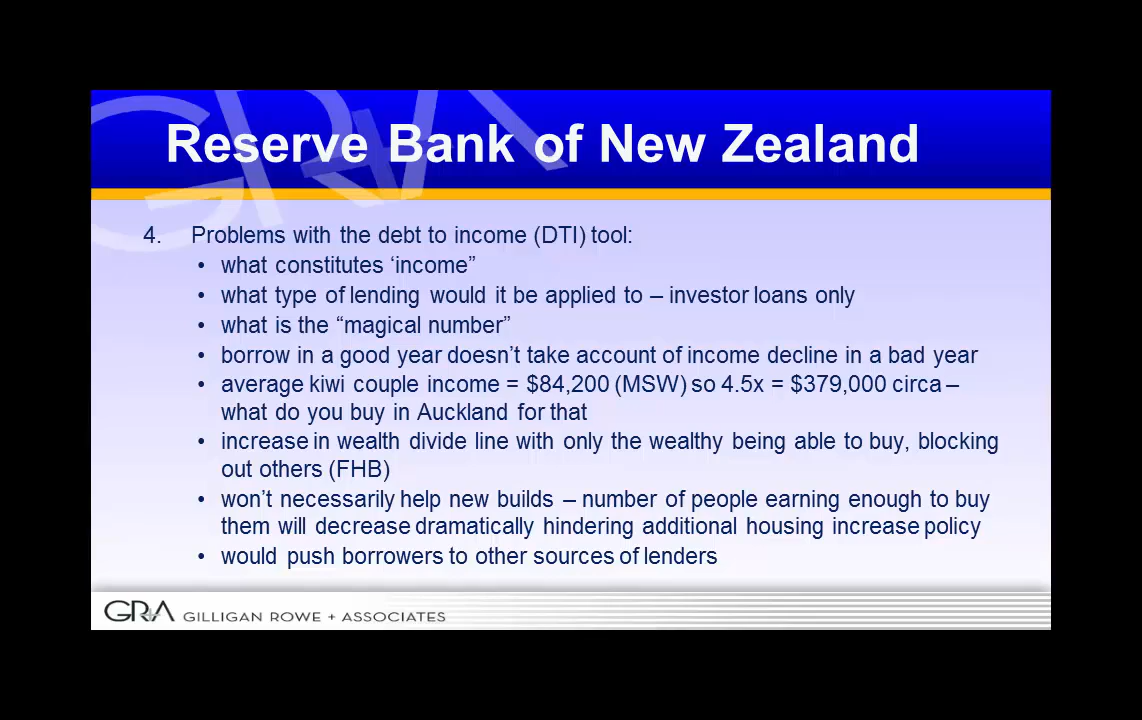 Reserve Bank of New Zealand
4. Problems with the debt to income (DTI) tool:
• what constitutes ‘income”
• what type of lending would it be applied to – investor loans only
• what is the “magical number”
• borrow in a good year doesn’t take account of income decline in a bad year
• average kiwi couple income = $84,200 (MSW) so 4.5x = $379,000 circa –
what do you buy in Auckland for that
• increase in wealth divide line with only the wealthy being able to buy, blocking
out others (FHB)
• won’t necessarily help new builds – number of people earning enough to buy
them will decrease dramatically hindering additional housing increase policy
• would push borrowers to other sources of lenders
GRA GILLIGAN ROWE + ASSOCIATES